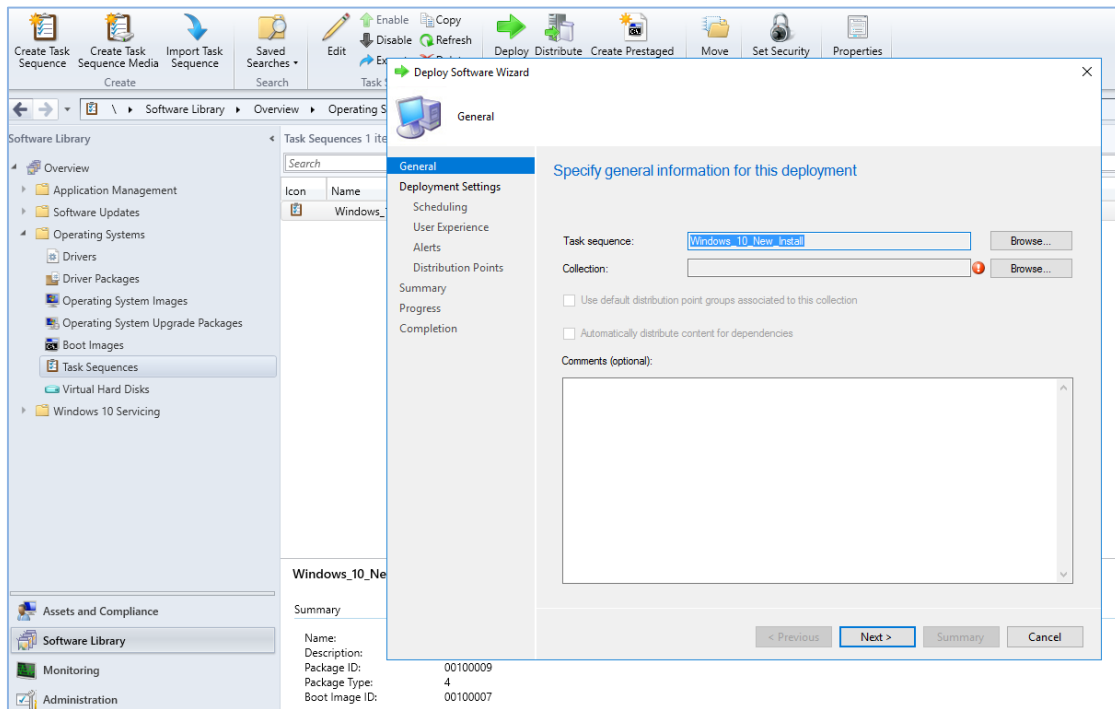 Create Task Sequence
Create Task Sequence Media
Import Task Sequence
Create
Saved Searches
Search
Edit
Enable
Disable
Copy
Refresh
Task
Deploy
Distribute
Create Prestaged
Move
Set Security
Properties
\ Software Library Overview Operating S
Software Library
Overview
Application Management
Software Updates
Operating Systems
Drivers
Driver Packages
Operating System Images
Operating System Upgrade Packages
Boot Images
Task Sequences
Virtual Hard Disks
Windows 10 Servicing
Assets and Compliance
Software Library
Monitoring
Administration
Task Sequences 1 ite
Search
Icon Name
Windows_
Windows_10_Ne
Summary
Name:
Description:
Package ID: 00100009
Package Type: 4
Boot Image ID: 00100007
Deploy Software Wizard
General
General
Deployment Settings
Scheduling
User Experience
Alerts
Distribution Points
Summary
Progress
Completion
Specify general information for this deployment
Task sequence: Windows_10_New_Install Browse...
Collection: Browse...
Use default distribution point groups associated to this collection
Automatically distribute content for dependencies
Comments (optional):
< Previous Next > Summary Cancel